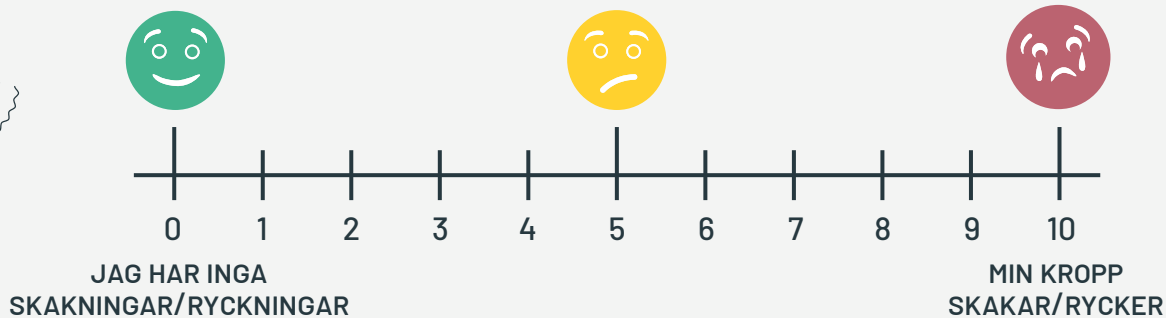 0 1 2 3 4 5 6 7 8 9 10
JAG HAR INGA
SKAKNINGAR/RYCKNINGAR
MIN KROPP
SKAKAR/RYCKER